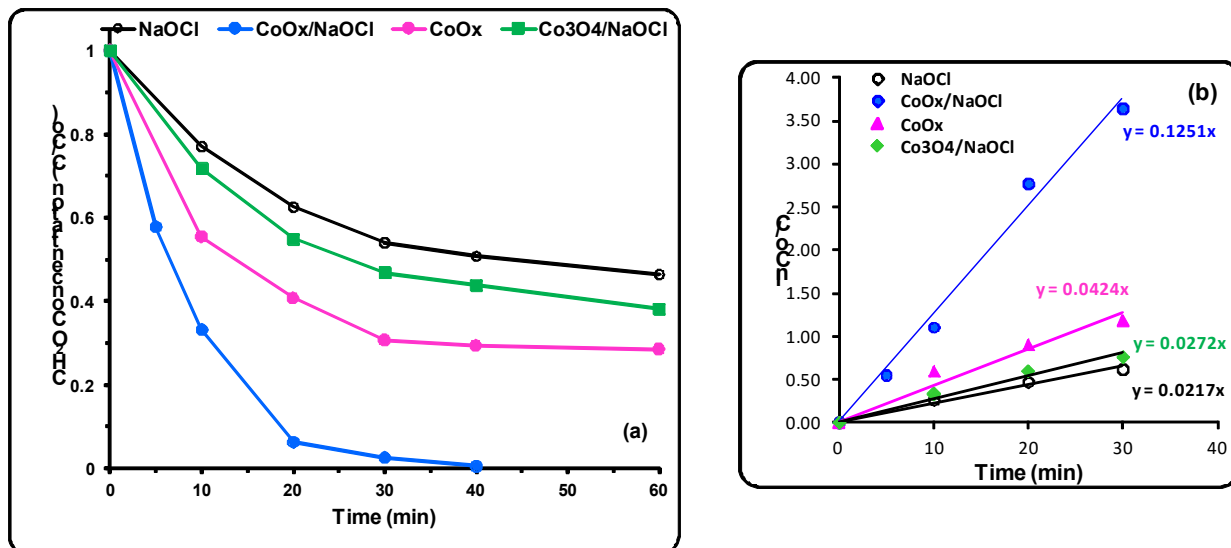 NaOCl CoOx/NaOCl CoOx Co3O4/NaOCl
1
0.8
0.6
0.4
0.2
0
0 10 20 30 40 50 60
Time (min)
(a)
(b)
NaOCl
CoOx/NaOCl
CoOx
Co3O4/NaOCl
4.00
3.50
3.00
2.50
2.00
1.50
1.00
0.50
0.00
y = 0.1251x
y = 0.0424x
y = 0.0272x
y = 0.0217x
0 10 20 30 40
Time (min)